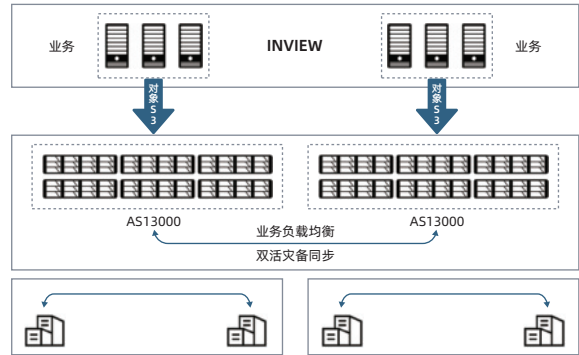 业务
INVIEW
业务
对象S3
对象S3
AS13000
AS13000
业务负载均衡
双活灾备同步